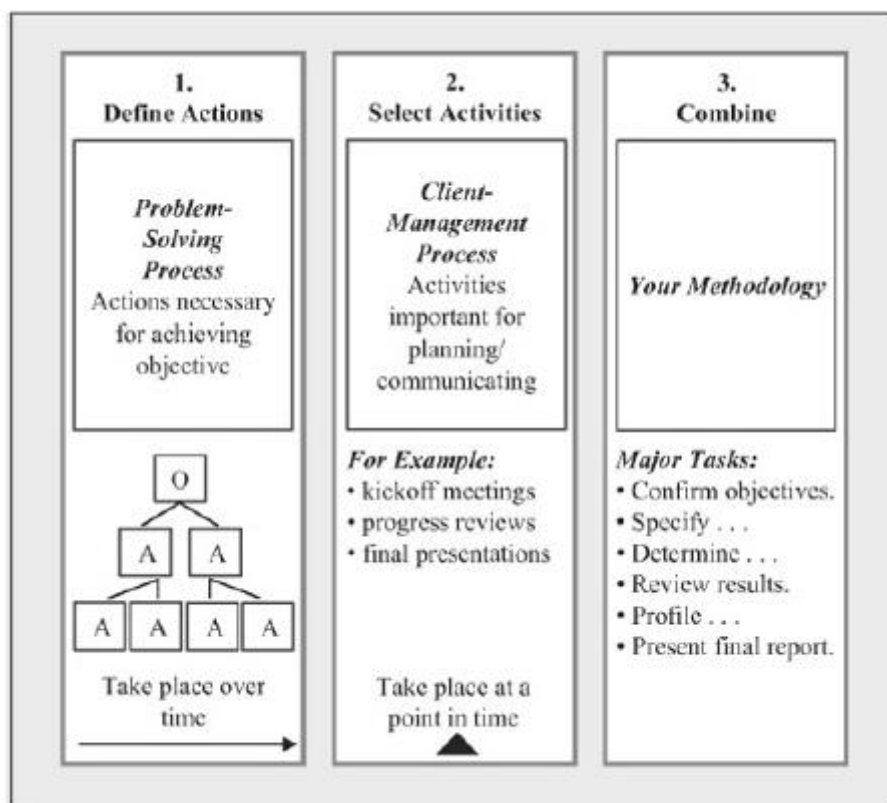 1.
Define Actions
Problem-
Solving
Process
Actions necessary
for achieving
objective
O
A A
A A A A
Take place over
time
2.
Select Activities
Client-
Management
Process
Activities
important for
planning/
communicating
For Example:
• kickoff meetings
• progress reviews
• final presentations
Take place at a
point in time
3.
Combine
Your Methodology
Major Tasks:
• Confirm objectives.
• Specify . . .
• Determine . . .
• Review results.
• Profile . . .
• Present final report.